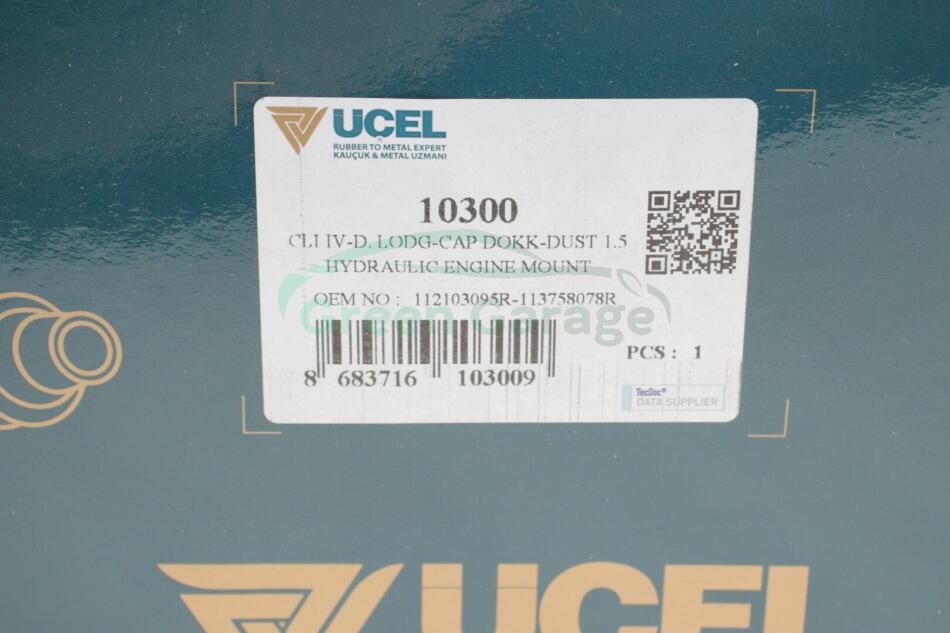 UCEL
RUBBER TO METAL EXPERT
KAUÇUK & METAL UZMANI
10300
CLI IV-D. LODG-CAP DOKK-DUST 1.5
HYDRAULIC ENGINE MOUNT
OEM NO : 112103095R-113758078R
Green Garage
PCS : 1
8 683716 103009
TecDoc®
DATA SUPPLIER
UCEL